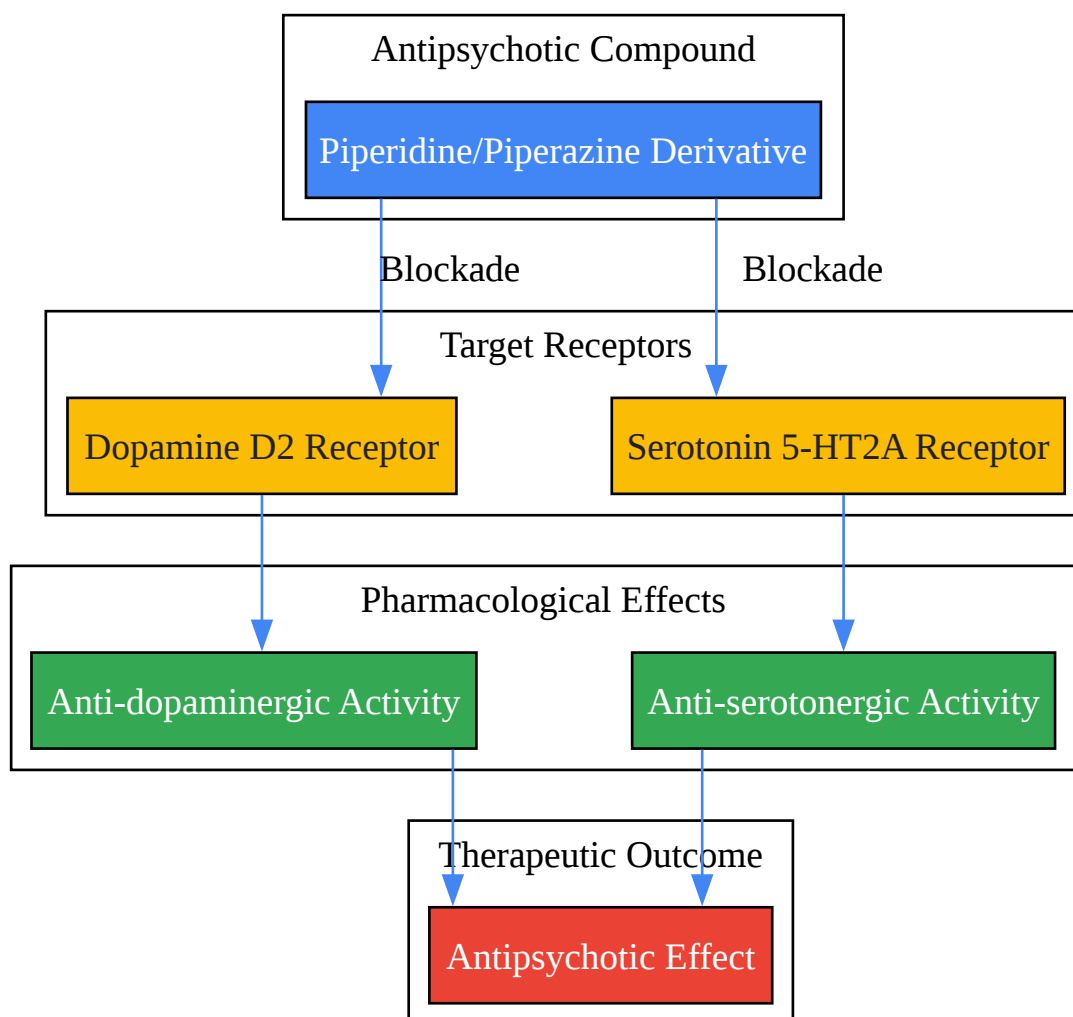 Antipsychotic Compound
Piperidine/Piperazine Derivative
Blockade
Blockade
Target Receptors
Dopamine D2 Receptor
Serotonin 5-HT2A Receptor
Pharmacological Effects
Anti-dopaminergic Activity
Anti-serotonergic Activity
Therapeutic Outcome
Antipsychotic Effect